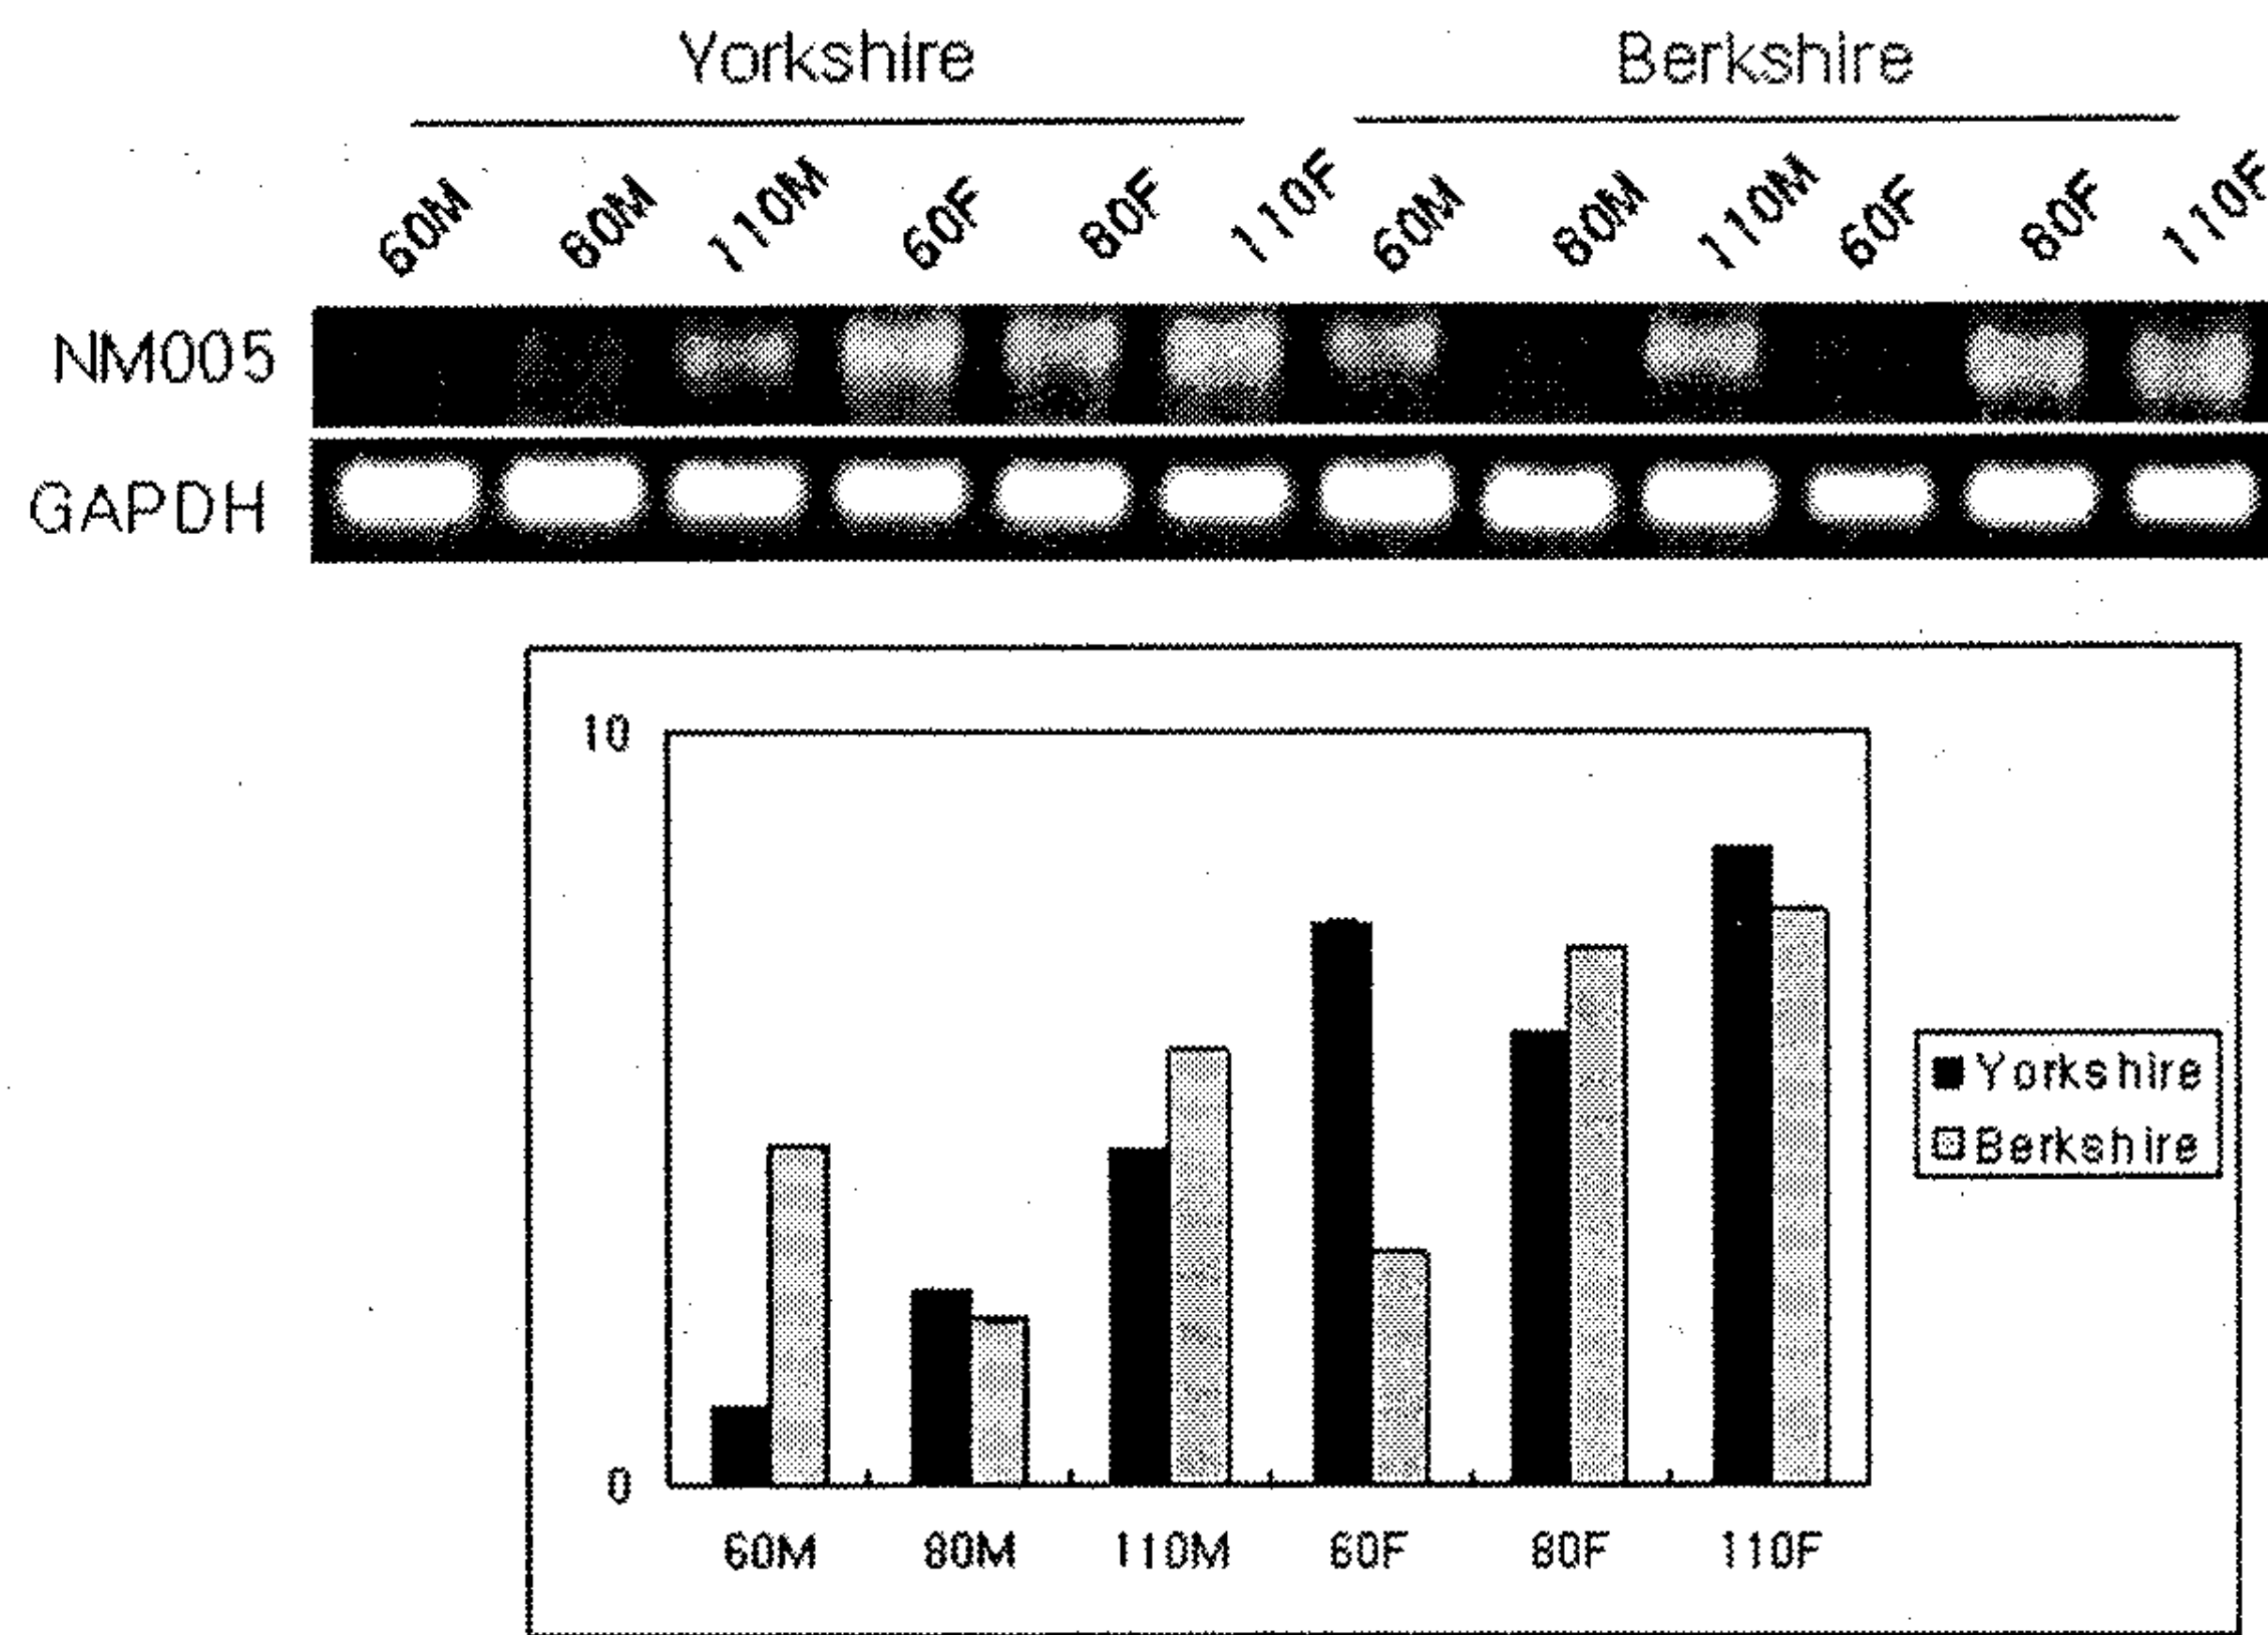 Yorkshire Berkshire
60M 80M 110M 60F 80F 110F 60M 80M 110M 60F 80F 110F
NM005
GAPDH
10
0
Yorkshire
Berkshire
60M 80M 110M 60F 80F 110F